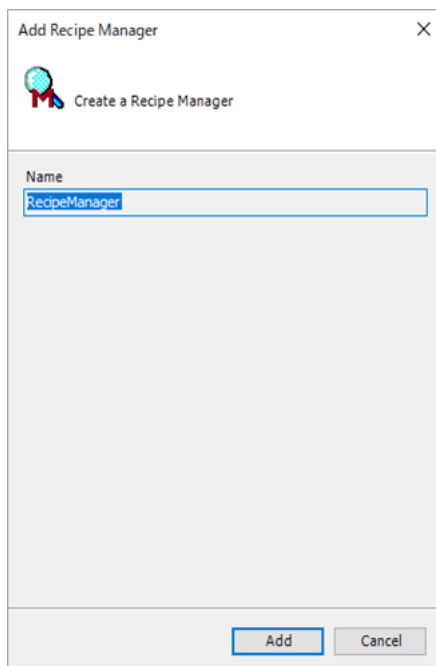 Add Recipe Manager
Create a Recipe Manager
Name
RecipeManager
Add
Cancel